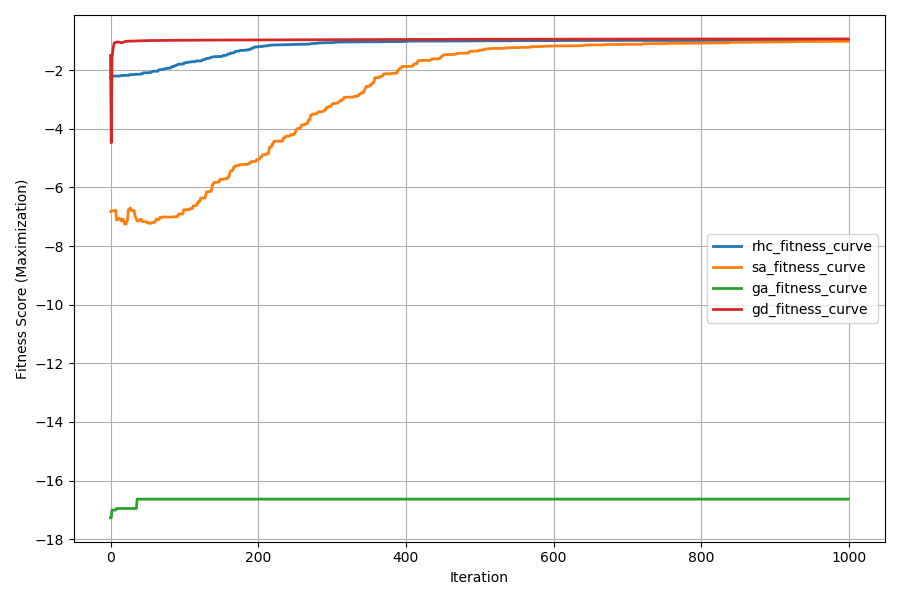 Fitness Score (Maximization)
−2
−4
−6
−8
−10
−12
−14
−16
−18
rhc_fitness_curve
sa_fitness_curve
ga_fitness_curve
gd_fitness_curve
0 200 400 600 800 1000
Iteration